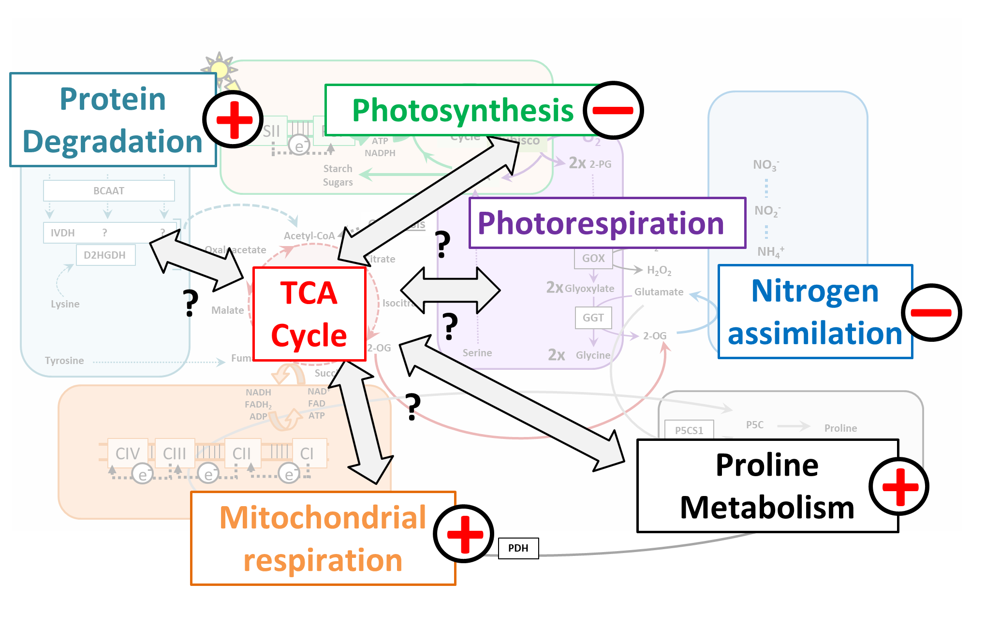 Protein
Degradation
Photosynthesis
SII
e-
ATP
NADPH
Cycle
Starch
Sugars
O2
2x 2-PG
NO3-
NO2-
NH4+
BCAAT
IVDH
?
?
D2HGDH
Lysine
Tyrosine
?
Acetyl-CoA
Oxaloacetate
Citrate
Malate
2-OG
TCA
Cycle
Photorespiration
?
?
?
GOX
H2O2
2x Glyoxylate
Glutamate
GGT
2-OG
Serine
2x Glycine
Nitrogen
assimilation
NADH
FADH2
ADP
NAD+
FAD
ATP
CIV
CIII
CII
CI
e-
e-
e-
P5CS1
P5C
Proline
Proline
Metabolism
Mitochondrial
respiration
PDH